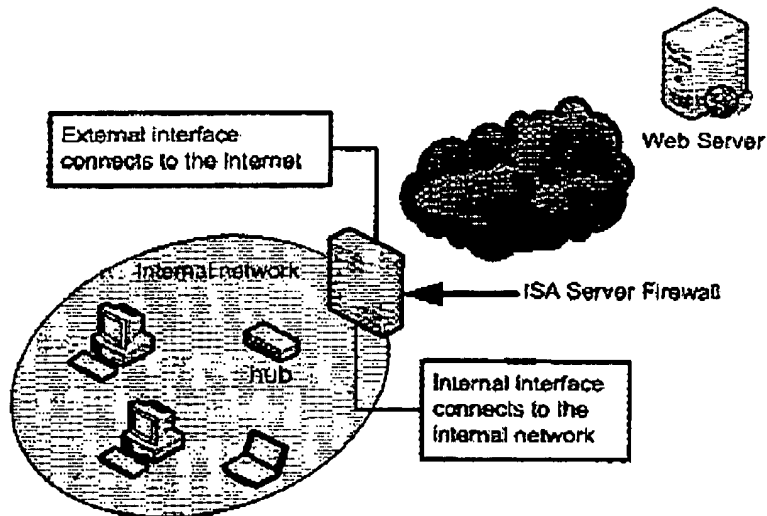 Web Server
External interface
connects to the Internet
Internal network
ISA Server Firewall
hub
Internal interface
connects to the
internal network